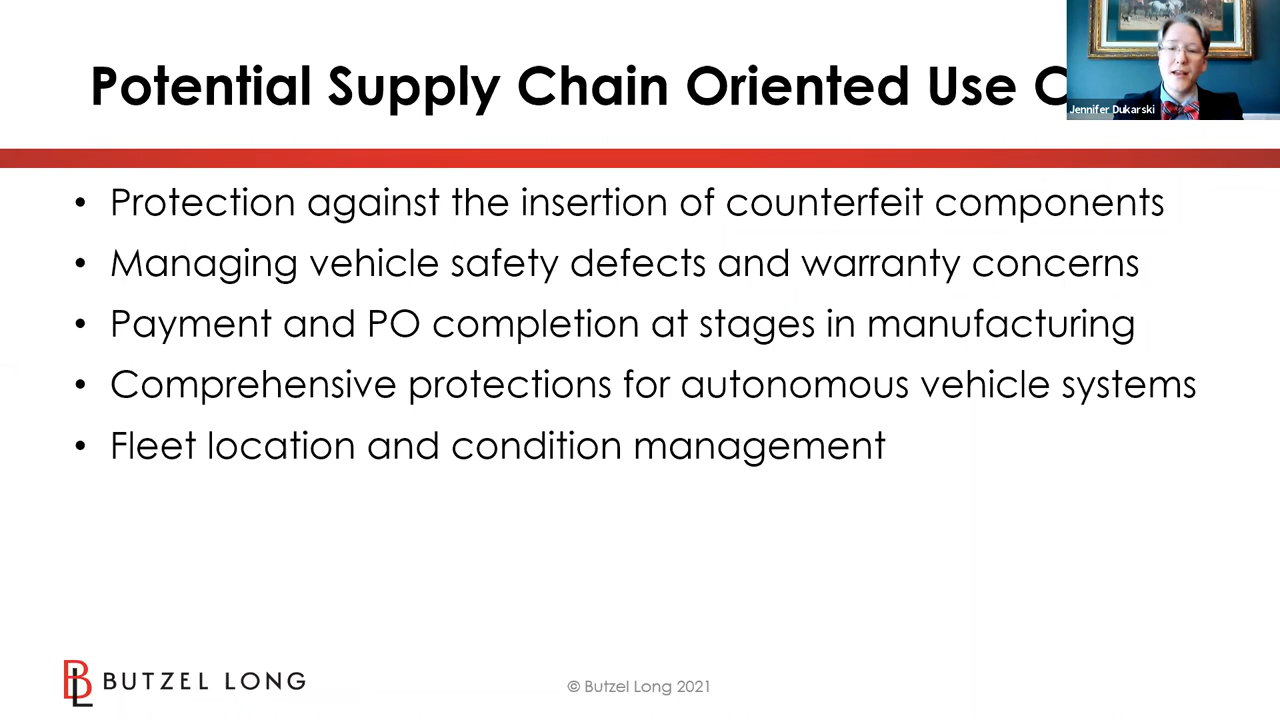 Potential Supply Chain Oriented Use C
Jennifer Dukarski
• Protection against the insertion of counterfeit components
• Managing vehicle safety defects and warranty concerns
• Payment and PO completion at stages in manufacturing
• Comprehensive protections for autonomous vehicle systems
• Fleet location and condition management
BL BUTZEL LONG
© Butzel Long 2021